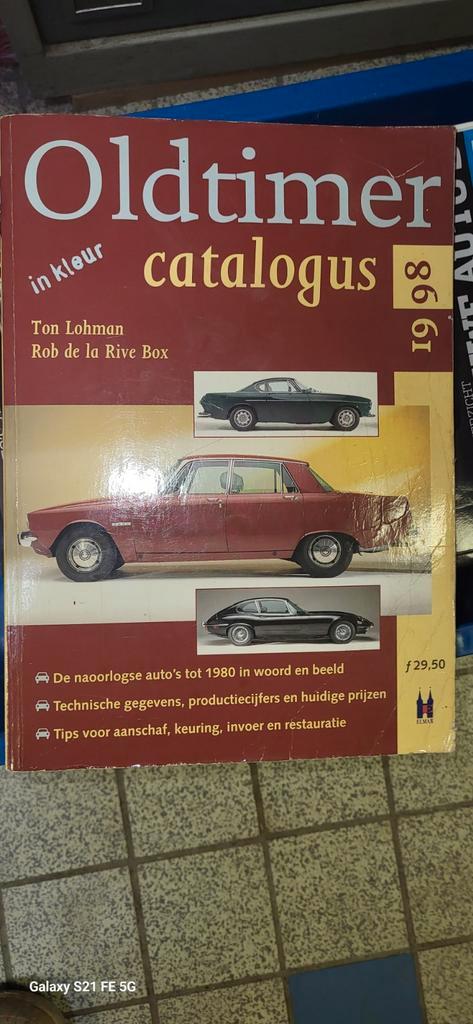 Oldtimer
in kleur
catalogus
1998
Ton Lohman
Rob de la Rive Box
De naoorlogse auto's tot 1980 in woord en beeld
Technische gegevens, productiecijfers en huidige prijzen
Tips voor aanschaf, keuring, invoer en restauratie
ƒ 29,50
ELMAR
Galaxy S21 FE 5G